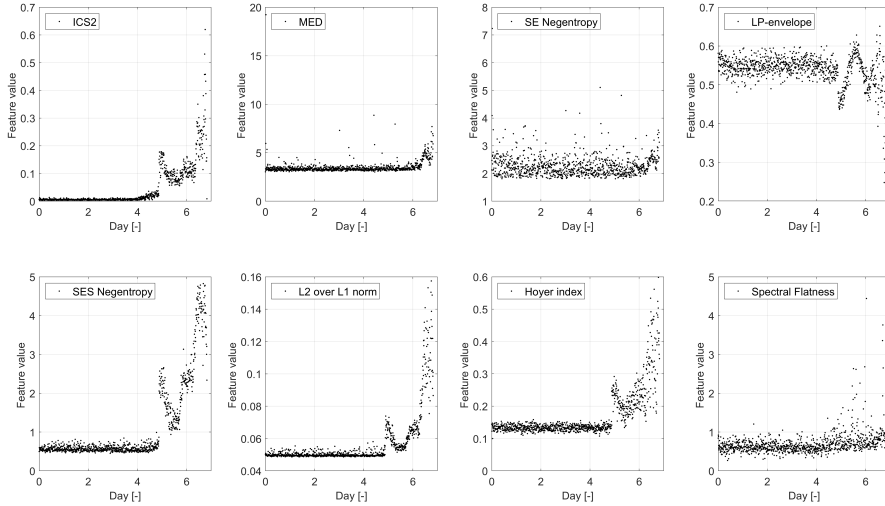 ICS2
Feature value
0.7
0.6
0.5
0.4
0.3
0.2
0.1
0
0 2 4 6
Day [-]
MED
Feature value
20
15
10
5
0
0 2 4 6
Day [-]
SE Negentropy
Feature value
8
7
6
5
4
3
2
1
0 2 4 6
Day [-]
LP-envelope
Feature value
0.7
0.6
0.5
0.4
0.3
0.2
0 2 4 6
Day [-]
SES Negentropy
Feature value
5
4
3
2
1
0
0 2 4 6
Day [-]
L2 over L1 norm
Feature value
0.16
0.14
0.12
0.1
0.08
0.06
0.04
0 2 4 6
Day [-]
Hoyer index
Feature value
0.6
0.5
0.4
0.3
0.2
0.1
0
0 2 4 6
Day [-]
Spectral Flatness
Feature value
5
4
3
2
1
0
0 2 4 6
Day [-]